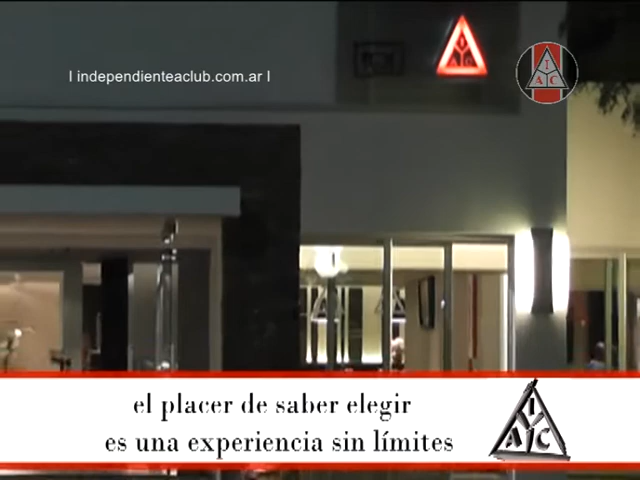 I A C
| independienteaclub.com.ar |
I A C
el placer de saber elegir
es una experiencia sin límites
I A C